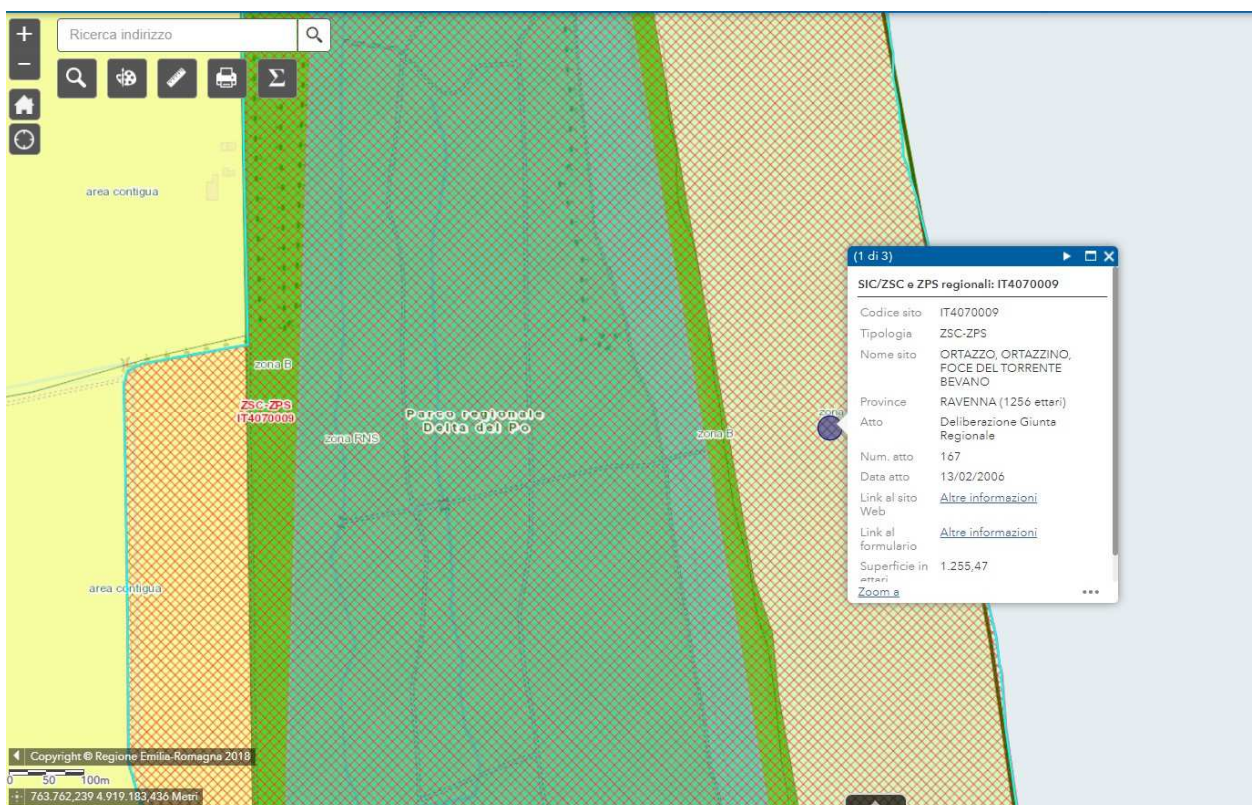 +
Ricerca indirizzo
−
Σ
area contigua
(1 di 3)
SIC/ZSC e ZPS regionali: IT4070009
Codice sito IT4070009
Tipologia ZSC-ZPS
Nome sito ORTAZZO, ORTAZZINO,
FOCE DEL TORRENTE
BEVANO
Province RAVENNA (1256 ettari)
Atto Deliberazione Giunta
Regionale
Num. atto 167
Data atto 13/02/2006
Link al sito Altre informazioni
Web
Link al Altre informazioni
formulario
Superficie in 1.255,47
ettari
Zoom a
zona B
ZSC-ZPS
IT4070009
Parco regionale
Delta del Po
zona RNS
zona B
zona
area contigua
Copyright © Regione Emilia-Romagna 2018
0 50 100m
763.762,239 4.919.183,436 Metri